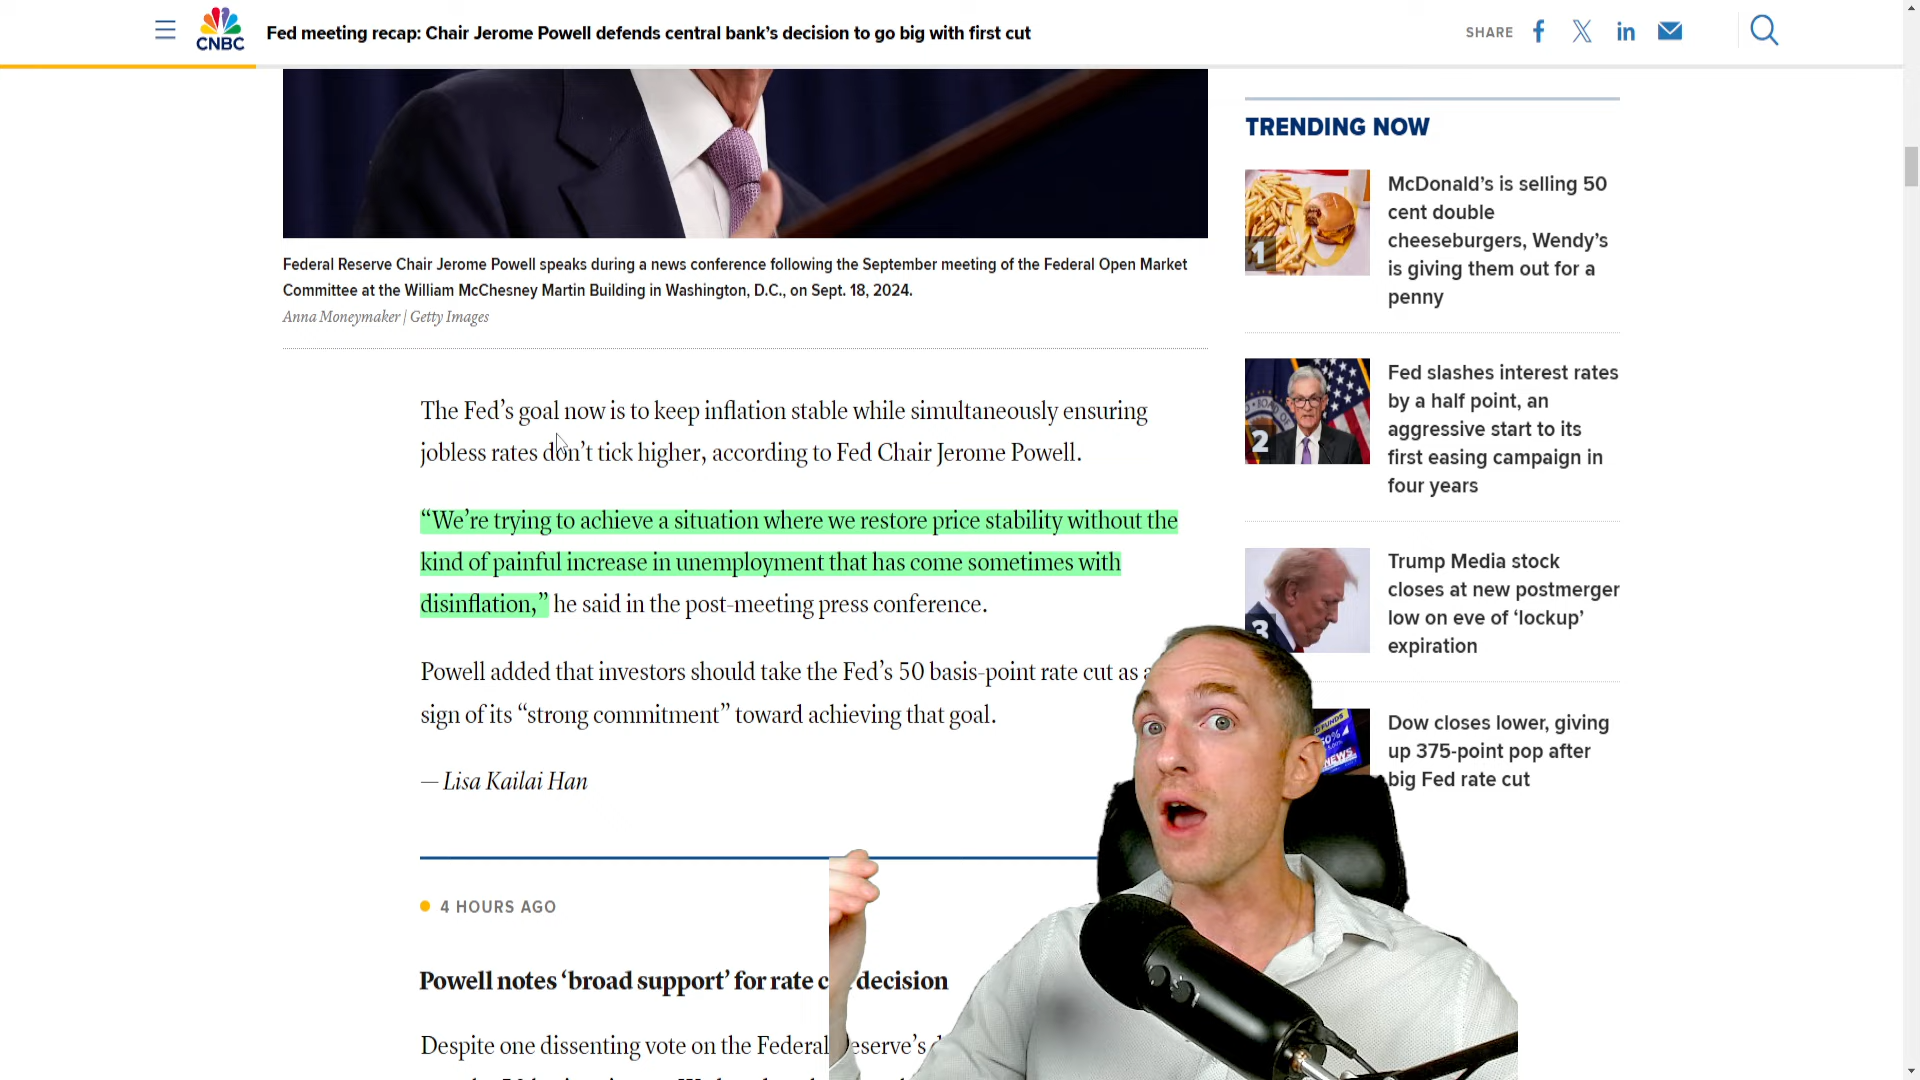 CNBC
Fed meeting recap: Chair Jerome Powell defends central bank’s decision to go big with first cut
SHARE
Federal Reserve Chair Jerome Powell speaks during a news conference following the September meeting of the Federal Open Market
Committee at the William McChesney Martin Building in Washington, D.C., on Sept. 18, 2024.
Anna Moneymaker | Getty Images
The Fed’s goal now is to keep inflation stable while simultaneously ensuring
jobless rates don’t tick higher, according to Fed Chair Jerome Powell.
“We’re trying to achieve a situation where we restore price stability without the
kind of painful increase in unemployment that has come sometimes with
disinflation,” he said in the post-meeting press conference.
Powell added that investors should take the Fed’s 50 basis-point rate cut as a
sign of its “strong commitment” toward achieving that goal.
— Lisa Kailai Han
4 HOURS AGO
Powell notes ‘broad support’ for rate decision
Despite one dissenting vote on the Federal
TRENDING NOW
1
McDonald’s is selling 50
cent double
cheeseburgers, Wendy’s
is giving them out for a
penny
2
Fed slashes interest rates
by a half point, an
aggressive start to its
first easing campaign in
four years
3
Trump Media stock
closes at new postmerger
low on eve of ‘lockup’
expiration
Dow closes lower, giving
up 375-point pop after
big Fed rate cut